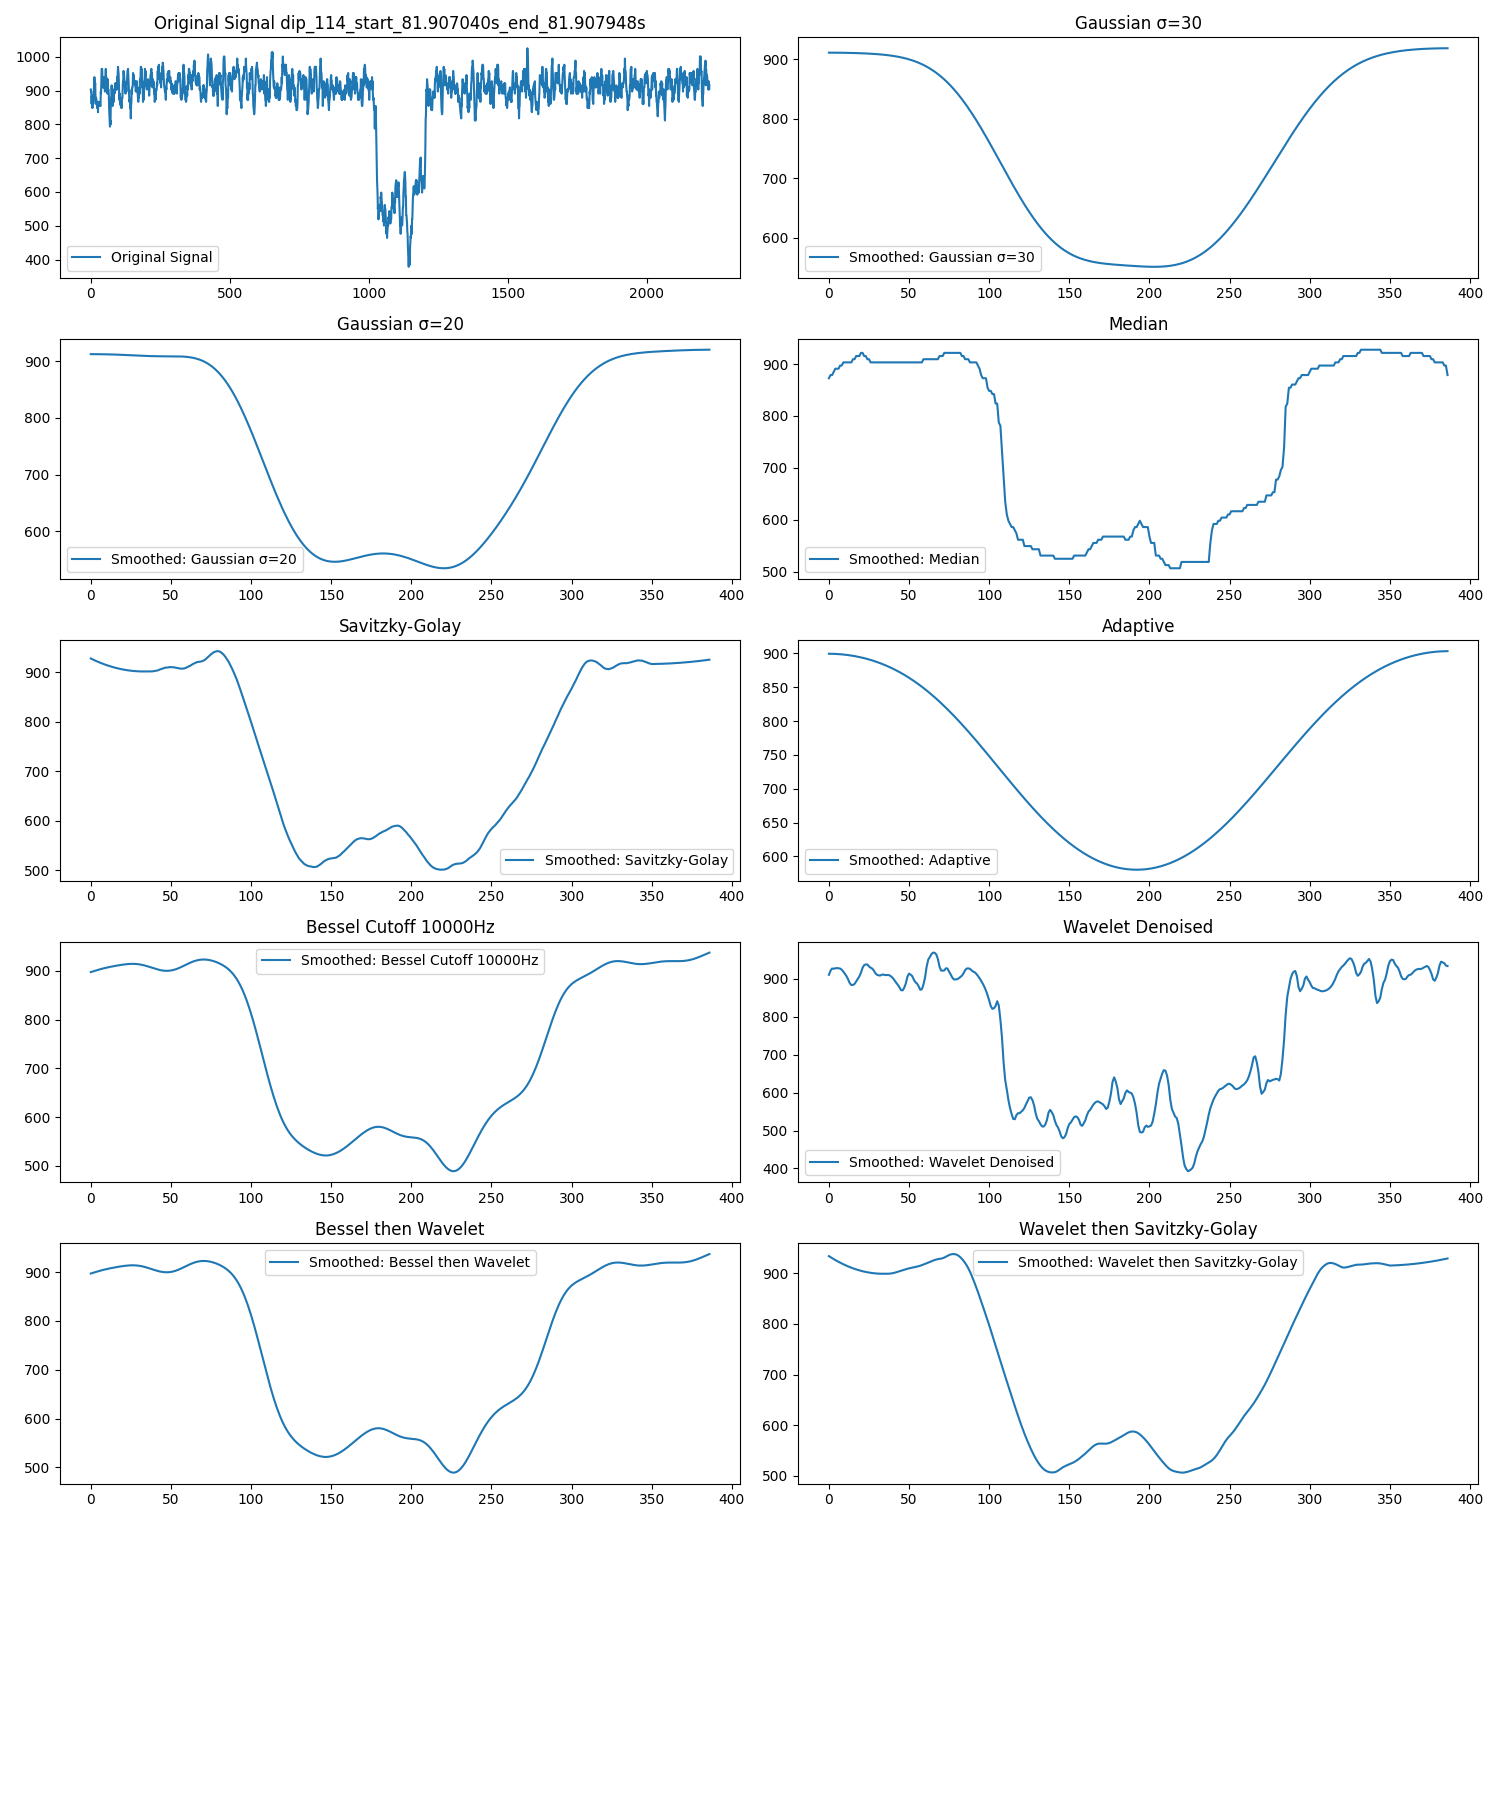 Original Signal dip_114_start_81.907040s_end_81.907948s
1000
900
800
700
600
500
400
Original Signal
0 500 1000 1500 2000
Gaussian σ=30
900
800
700
600
Smoothed: Gaussian σ=30
0 50 100 150 200 250 300 350 400
Gaussian σ=20
900
800
700
600
Smoothed: Gaussian σ=20
0 50 100 150 200 250 300 350 400
Median
900
800
700
600
500
Smoothed: Median
0 50 100 150 200 250 300 350 400
Savitzky-Golay
900
800
700
600
500
Smoothed: Savitzky-Golay
0 50 100 150 200 250 300 350 400
Adaptive
900
850
800
750
700
650
600
Smoothed: Adaptive
0 50 100 150 200 250 300 350 400
Bessel Cutoff 10000Hz
Smoothed: Bessel Cutoff 10000Hz
900
800
700
600
500
0 50 100 150 200 250 300 350 400
Wavelet Denoised
900
800
700
600
500
400
Smoothed: Wavelet Denoised
0 50 100 150 200 250 300 350 400
Bessel then Wavelet
Smoothed: Bessel then Wavelet
900
800
700
600
500
0 50 100 150 200 250 300 350 400
Wavelet then Savitzky-Golay
Smoothed: Wavelet then Savitzky-Golay
900
800
700
600
500
0 50 100 150 200 250 300 350 400